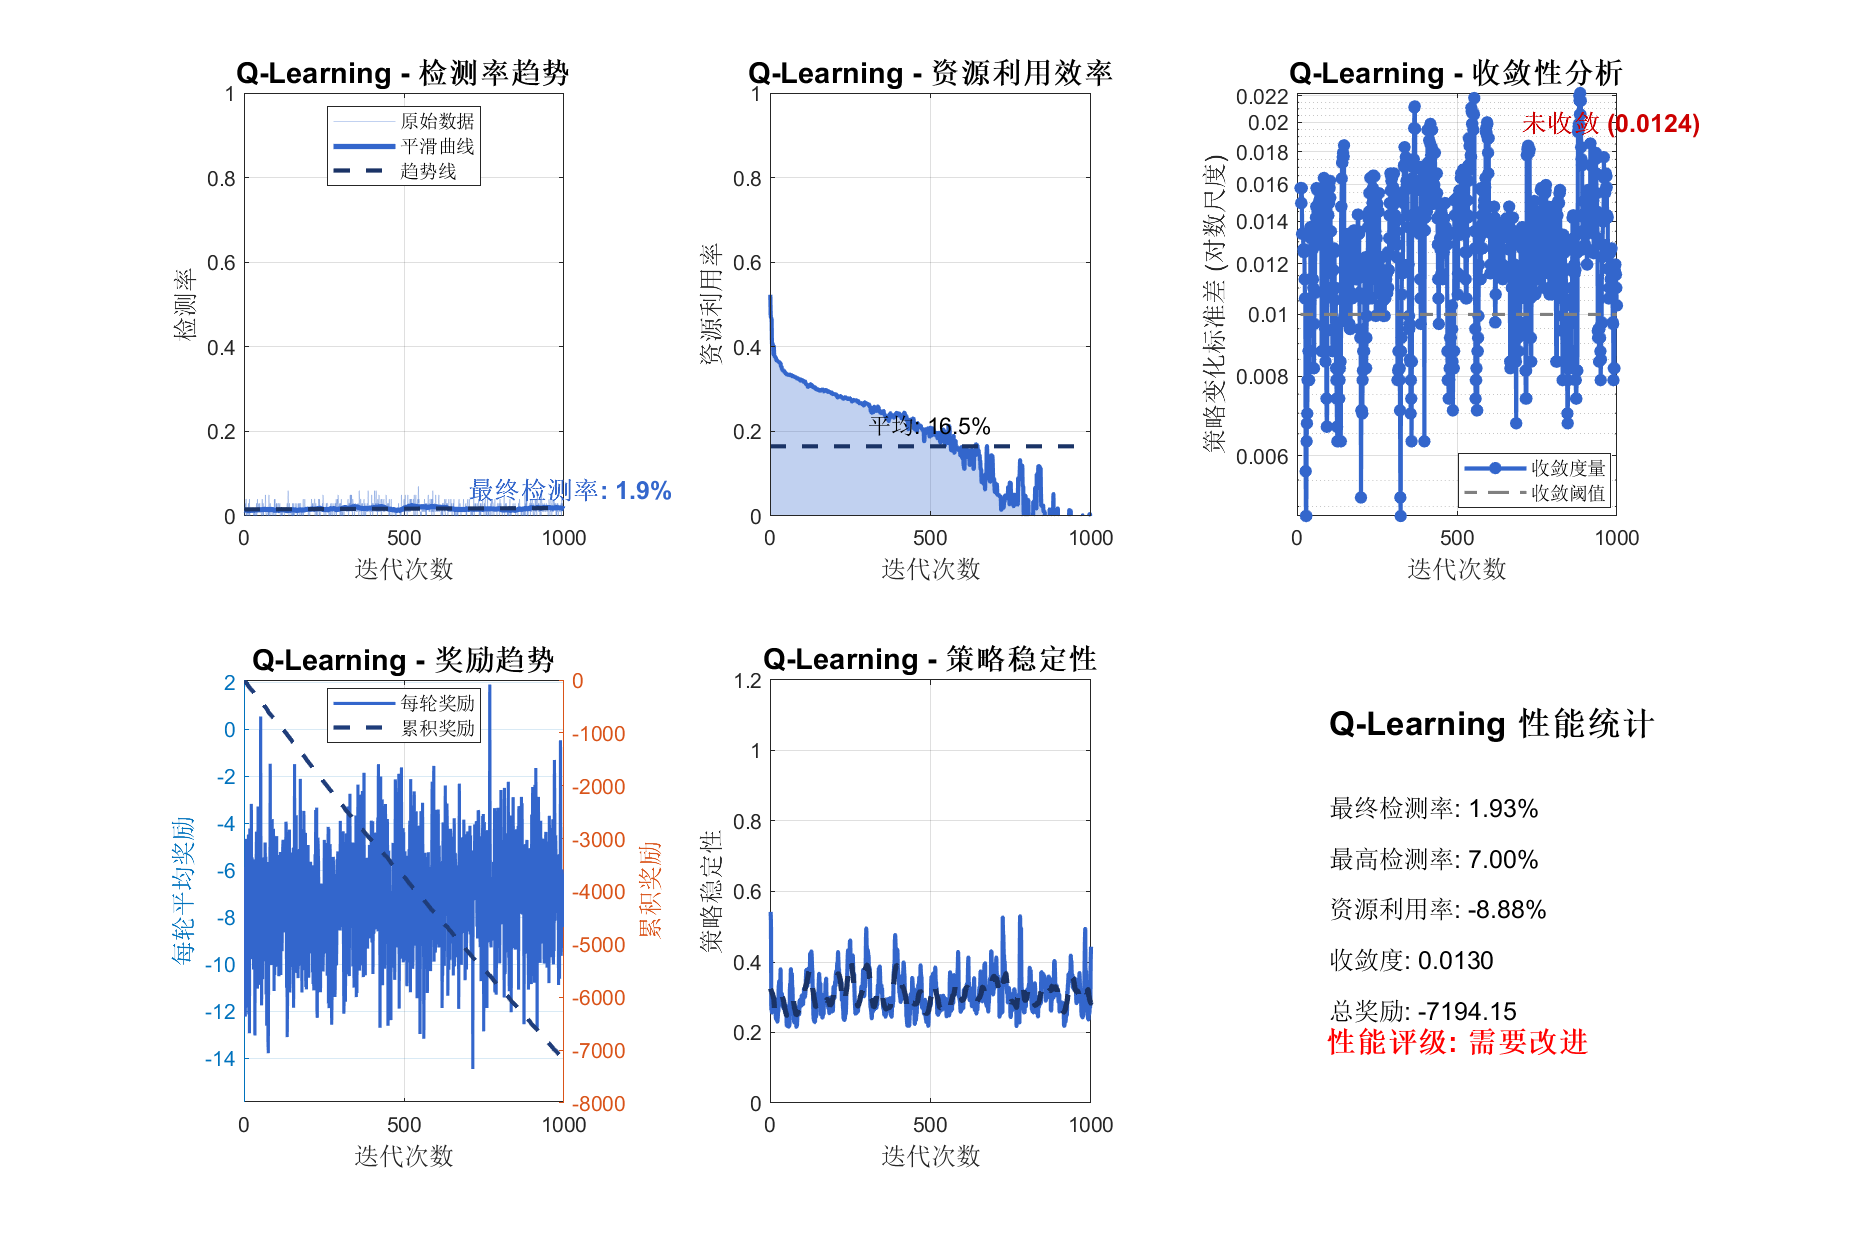 Q-Learning - 检测率趋势
1
0.8
0.6
0.4
0.2
0
检测率
原始数据
平滑曲线
趋势线
最终检测率: 1.9%
0
500
1000
迭代次数
Q-Learning - 资源利用效率
1
0.8
0.6
0.4
0.2
0
资源利用率
平均: 16.5%
0
500
1000
迭代次数
Q-Learning - 收敛性分析
0.022
0.02
0.018
0.016
0.014
0.012
0.01
0.008
0.006
策略变化标准差 (对数尺度)
未收敛 (0.0124)
收敛度量
收敛阈值
0
500
1000
迭代次数
Q-Learning - 奖励趋势
2
0
-2
-4
-6
-8
-10
-12
-14
每轮平均奖励
每轮奖励
累积奖励
0
-1000
-2000
-3000
-4000
-5000
-6000
-7000
-8000
累积奖励
0
500
1000
迭代次数
Q-Learning - 策略稳定性
1.2
1
0.8
0.6
0.4
0.2
0
策略稳定性
0
500
1000
迭代次数
Q-Learning 性能统计
最终检测率: 1.93%
最高检测率: 7.00%
资源利用率: -8.88%
收敛度: 0.0130
总奖励: -7194.15
性能评级: 需要改进